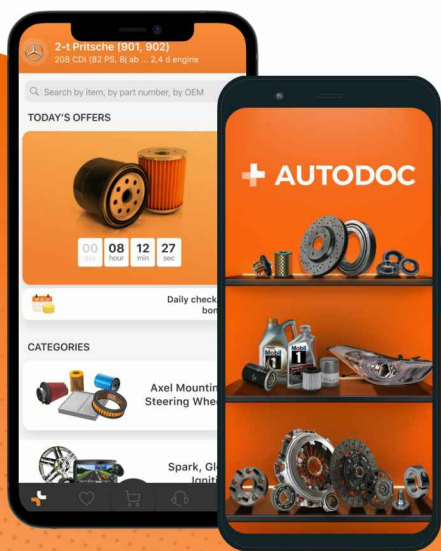 2-t Pritsche (901, 902)
208 CDI (82 PS, Bj ab ... 2.4 d engine
Search by item, by part number, by OEM
TODAY'S OFFERS
00 08 12 27
day hour min sec
Daily check
bon
CATEGORIES
Axel Mountin
Steering Whe
Spark, Gl
Igniti
AUTODOC
Mobil 1
Mobil 1